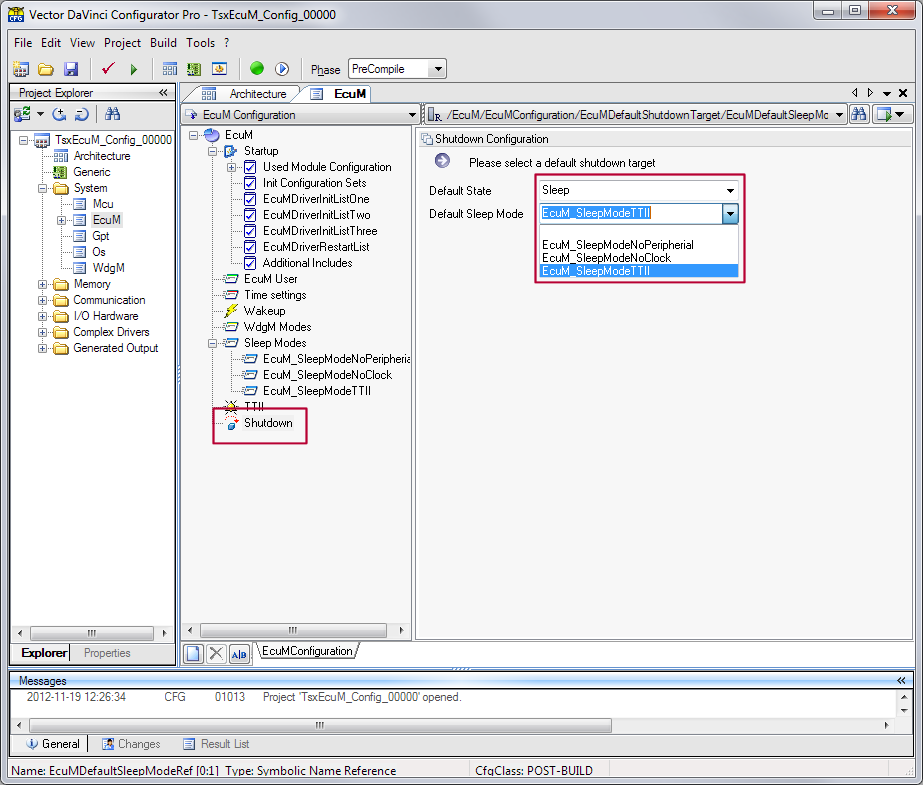 Vector DaVinci Configurator Pro - TsxEcuM_Config_00000
File Edit View Project Build Tools ?
Phase PreCompile
Project Explorer
TsxEcuM_Config_00000
Architecture
Generic
System
Mcu
EcuM
Gpt
Os
WdgM
Memory
Communication
I/O Hardware
Complex Drivers
Generated Output
Explorer Properties
Architecture EcuM
EcuM Configuration
/EcuM/EcuMConfiguration/EcuMDefaultShutdownTarget/EcuMDefaultSleepMc
EcuM
Startup
Used Module Configuration
Init Configuration Sets
EcuMDriverInitListOne
EcuMDriverInitListTwo
EcuMDriverInitListThree
EcuMDriverRestartList
Additional Includes
EcuM User
Time settings
Wakeup
WdgM Modes
Sleep Modes
EcuM_SleepModeNoPeripheria
EcuM_SleepModeNoClock
EcuM_SleepModeTTII
TTII
Shutdown
A|B
EcuMConfiguration
Shutdown Configuration
Please select a default shutdown target
Default State Sleep
Default Sleep Mode EcuM_SleepModeTTII
EcuM_SleepModeNoPeripherial
EcuM_SleepModeNoClock
EcuM_SleepModeTTII
Messages
2012-11-19 12:26:34 CFG 01013 Project 'TsxEcuM_Config_00000' opened.
General Changes Result List
Name: EcuMDefaultSleepModeRef [0:1] Type: Symbolic Name Reference CfgClass: POST-BUILD